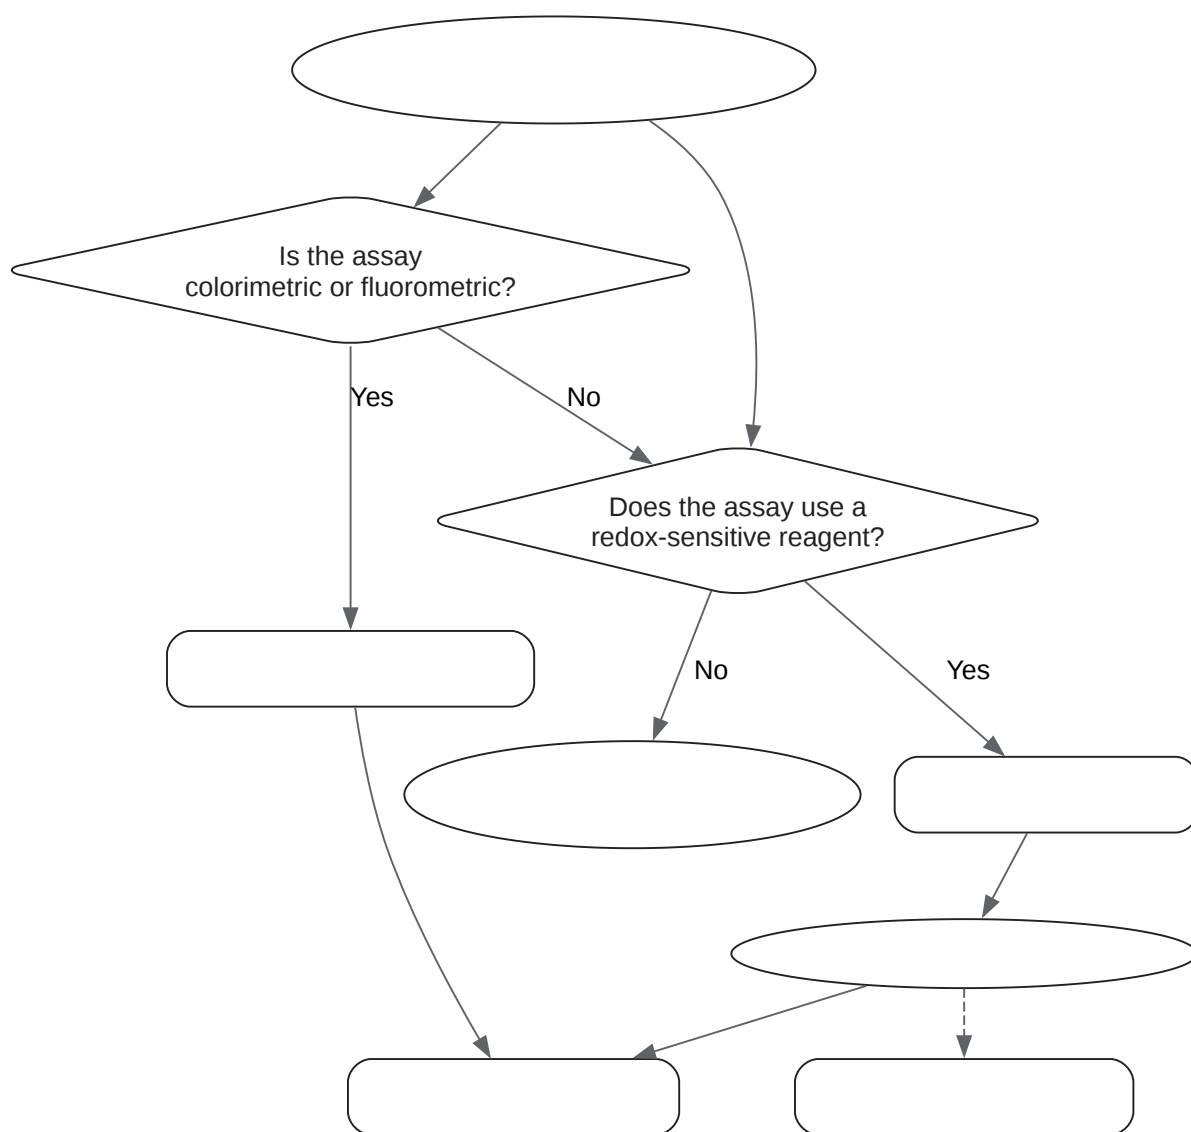 Is the assay
colorimetric or fluorometric?
Yes
No
Does the assay use a
redox-sensitive reagent?
No
Yes